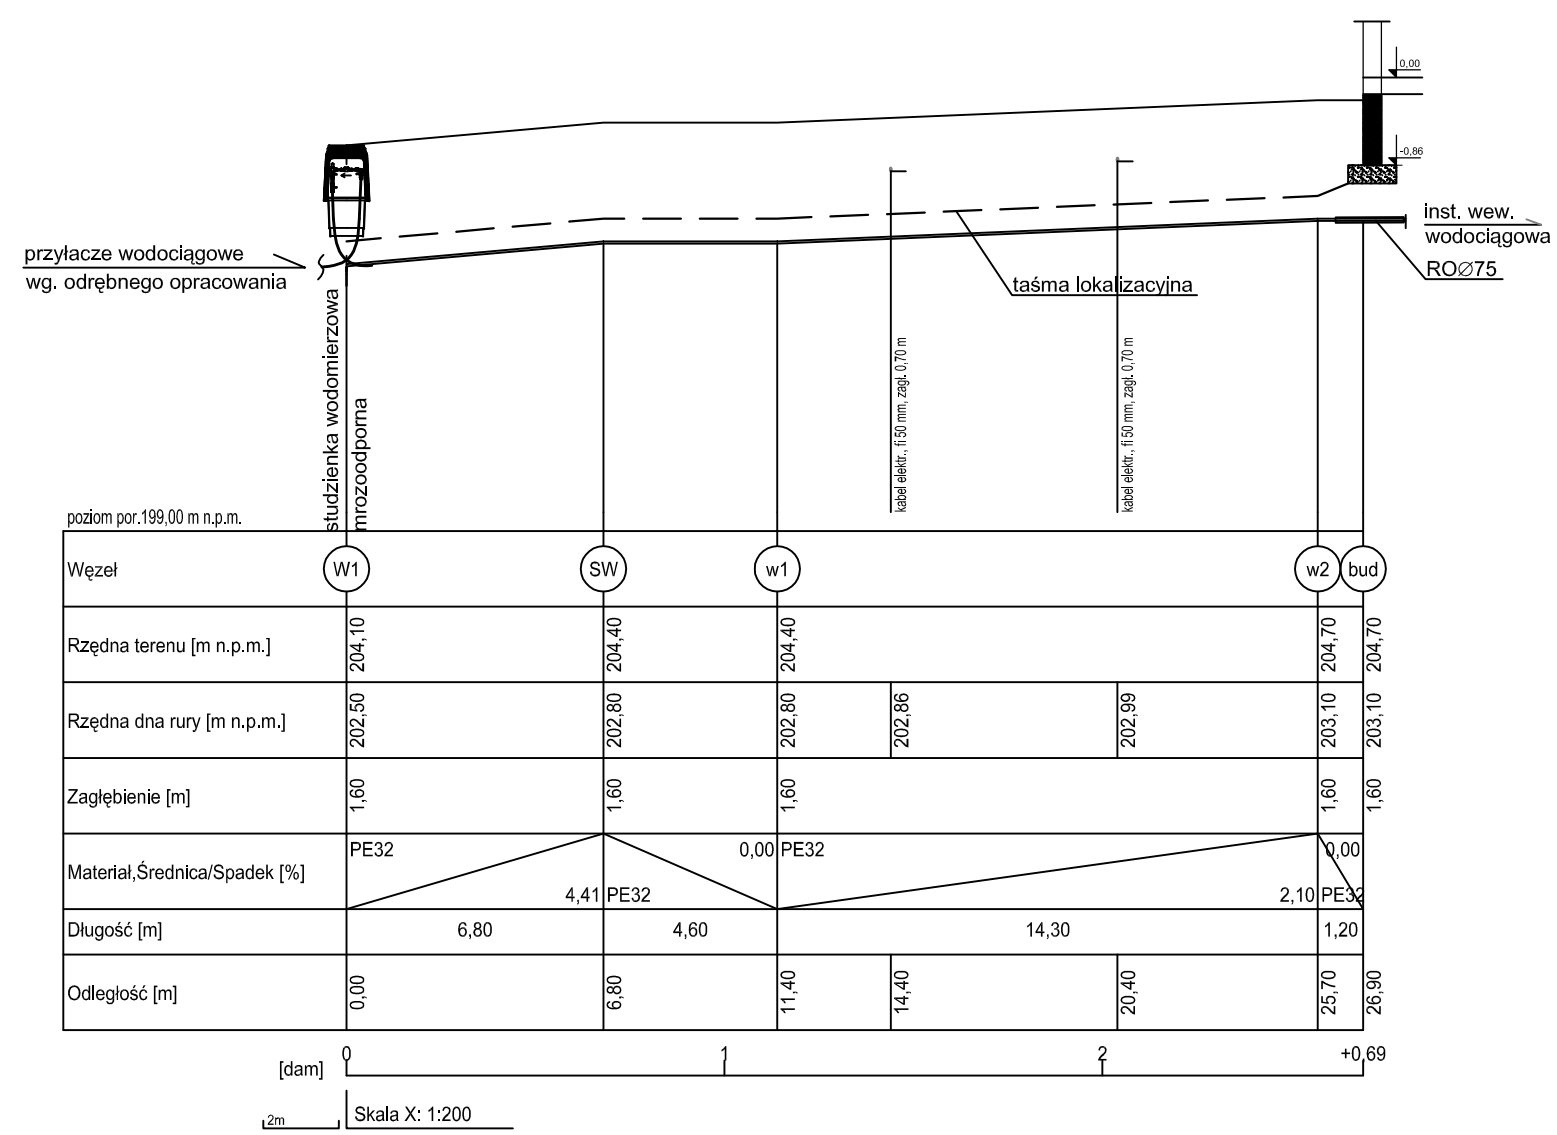 0,00
-0,86
inst. wew.
wodociągowa
przyłacze wodociągowe
wg. odrębnego opracowania
RO∅75
taśma lokalizacyjna
studzienka wodomierzowa
mrozoodporna
kabel elektr., fi 50 mm, zagł. 0,70 m
kabel elektr., fi 50 mm, zagł. 0,70 m
poziom por.199,00 m n.p.m.
Węzeł W1 SW w1 w2 bud
Rzędna terenu [m n.p.m.] 204,10 204,40 204,40 204,70 204,70
Rzędna dna rury [m n.p.m.] 202,50 202,80 202,80 202,86 202,99 203,10 203,10
Zagłębienie [m] 1,60 1,60 1,60 1,60 1,60
PE32 0,00 PE32 0,00
Materiał,Średnica/Spadek [%]
4,41 PE32 2,10 PE32
Długość [m] 6,80 4,60 14,30 1,20
Odległość [m] 0,00 6,80 11,40 14,40 20,40 25,70 26,90
0 1 2 +0,69
[dam]
2m Skala X: 1:200